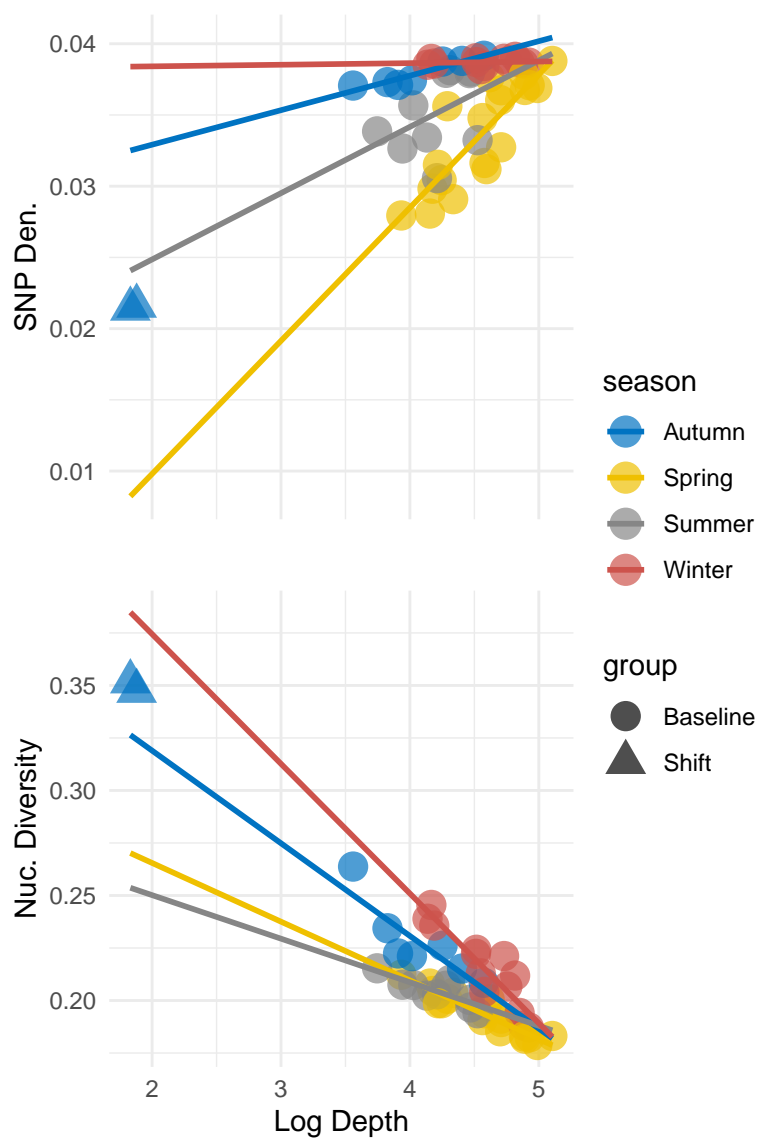 0.04
0.03
0.02
0.01
SNP Den.
season
Autumn
Spring
Summer
Winter
group
Baseline
Shift
0.35
0.30
0.25
0.20
Nuc. Diversity
2 3 4 5
Log Depth